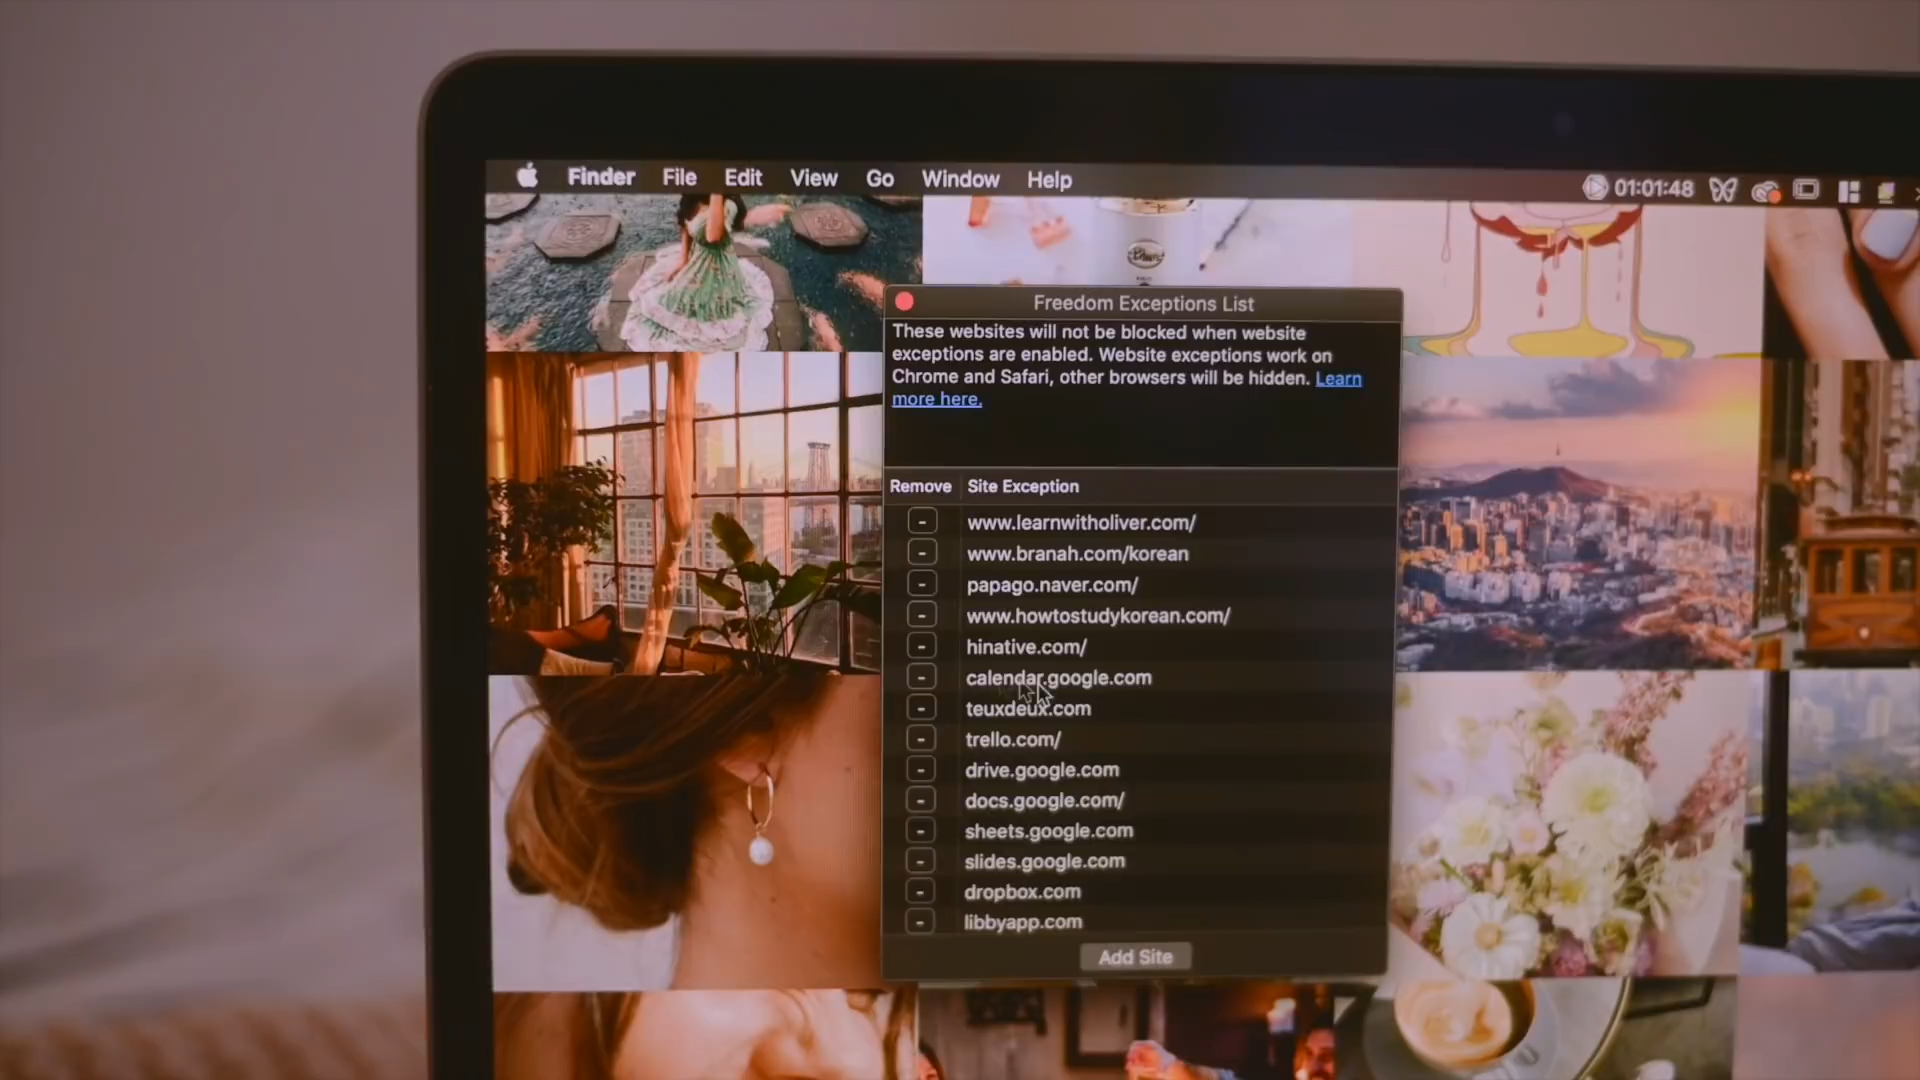 Finder File Edit View Go Window Help 01:01:48
Freedom Exceptions List
These websites will not be blocked when website
exceptions are enabled. Website exceptions work on
Chrome and Safari, other browsers will be hidden. Learn
more here.
Remove Site Exception
- www.learnwitholiver.com/
- www.branah.com/korean
- papago.naver.com/
- www.howtostudykorean.com/
- hinative.com/
- calendar.google.com
- teuxdeux.com
- trello.com/
- drive.google.com
- docs.google.com/
- sheets.google.com
- slides.google.com
- dropbox.com
- libbyapp.com
Add Site